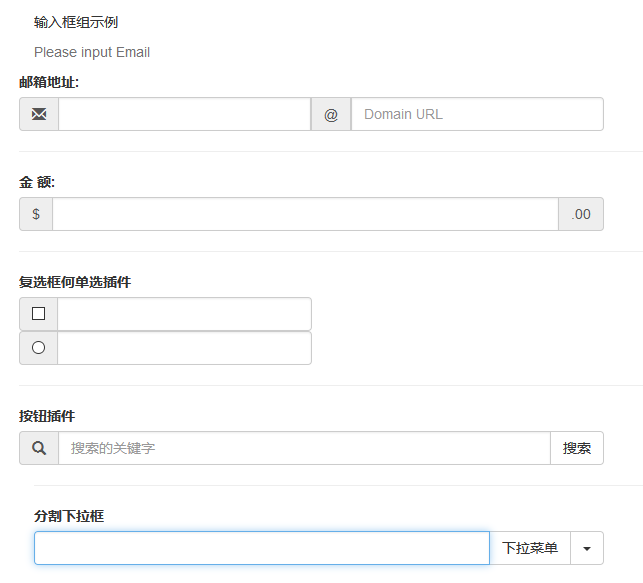 输入框组示例
Please input Email
邮箱地址:
@ Domain URL
金 额:
$ .00
复选框何单选插件
按钮插件
搜索的关键字 搜索
分割下拉框
下拉菜单